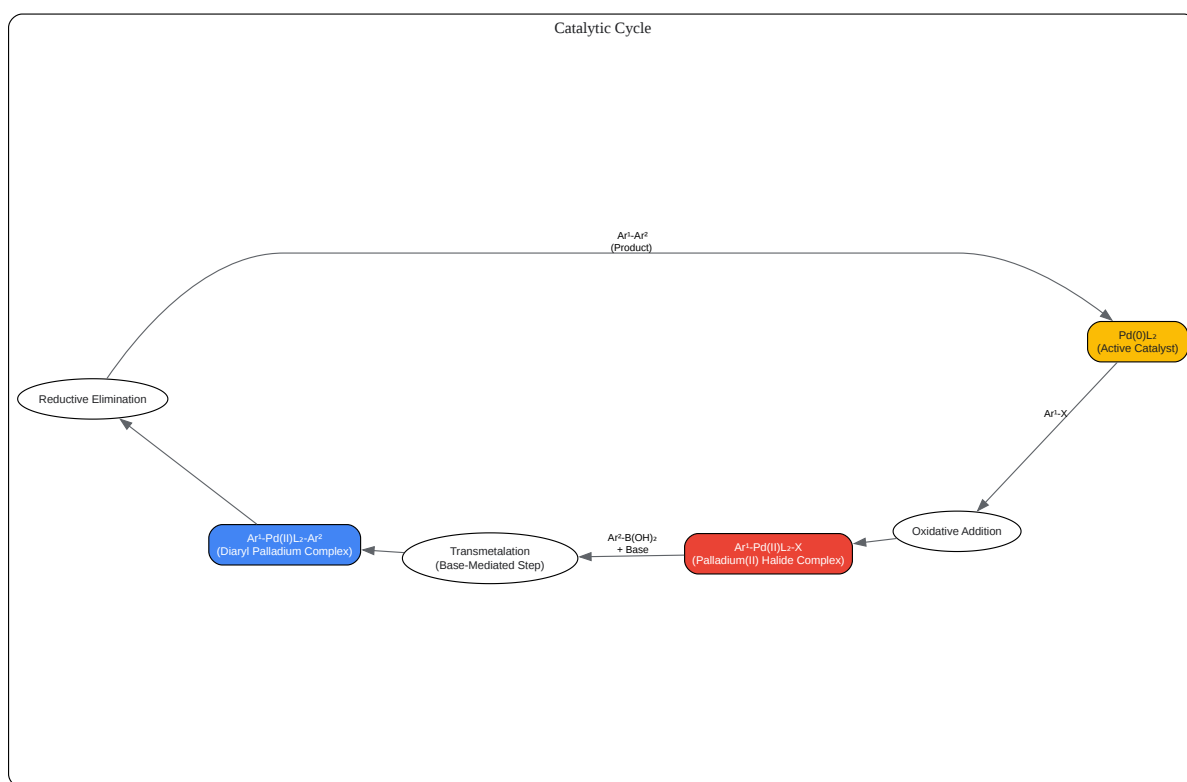 Catalytic Cycle
Ar¹-Ar²
(Product)
Pd(0)L₂
(Active Catalyst)
Reductive Elimination
Ar¹-X
Oxidative Addition
Ar¹-Pd(II)L₂-Ar²
(Diaryl Palladium Complex)
Transmetalation
(Base-Mediated Step)
Ar²-B(OH)₂
+ Base
Ar¹-Pd(II)L₂-X
(Palladium(II) Halide Complex)